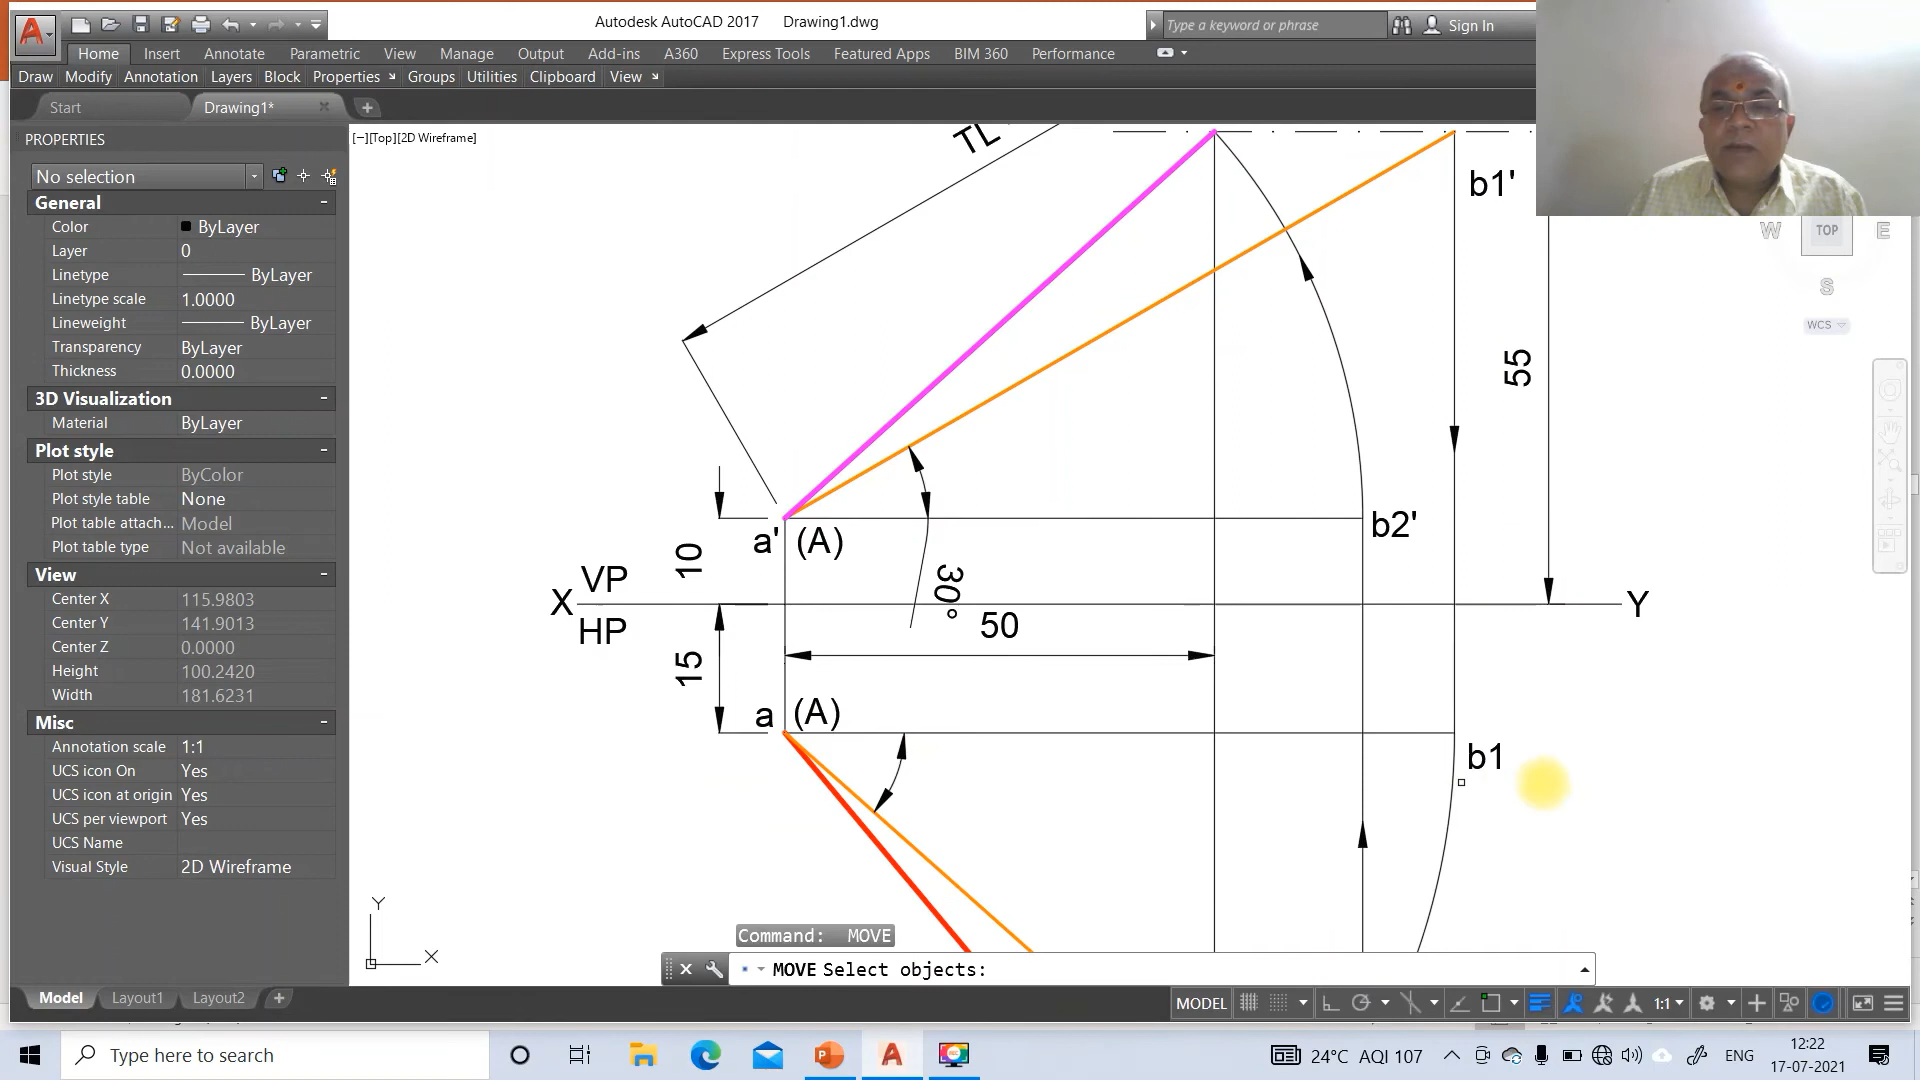 Autodesk AutoCAD 2017 Drawing1.dwg
Type a keyword or phrase
Sign In
Home Insert Annotate Parametric View Manage Output Add-ins A360 Express Tools Featured Apps BIM 360 Performance
Draw Modify Annotation Layers Block Properties Groups Utilities Clipboard View
Start Drawing1*
PROPERTIES
No selection
General
Color ByLayer
Layer 0
Linetype ByLayer
Linetype scale 1.0000
Lineweight ByLayer
Transparency ByLayer
Thickness 0.0000
3D Visualization
Material ByLayer
Plot style
Plot style ByColor
Plot style table None
Plot table attach... Model
Plot table type Not available
View
Center X 115.9803
Center Y 141.9013
Center Z 0.0000
Height 100.2420
Width 181.6231
Misc
Annotation scale 1:1
UCS icon On Yes
UCS icon at origin Yes
UCS per viewport Yes
UCS Name
Visual Style 2D Wireframe
[−][Top][2D Wireframe]
TL
b1'
W TOP E
S
WCS
55
b2'
a' (A)
10
30°
VP
X Y
HP
50
15
a (A)
b1
Y
X
Command: MOVE
MOVE Select objects:
Model Layout1 Layout2
MODEL 1:1
Type here to search
24°C AQI 107
ENG
12:22
17-07-2021